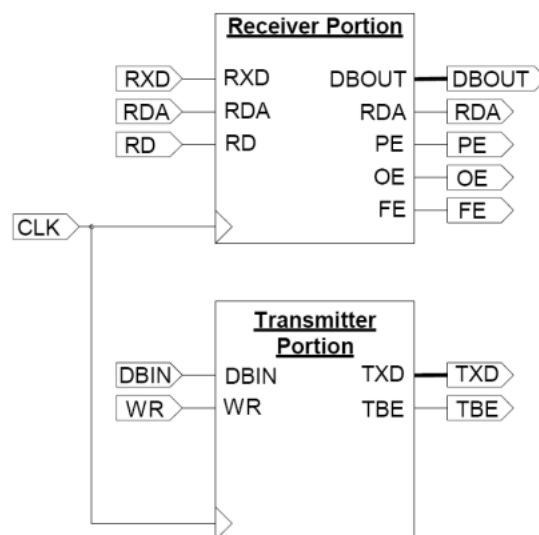 Receiver Portion
RXD RXD DBOUT DBOUT
RDA RDA RDA RDA
RD RD PE PE
OE OE
FE FE
CLK
Transmitter
Portion
DBIN DBIN TXD TXD
WR WR TBE TBE